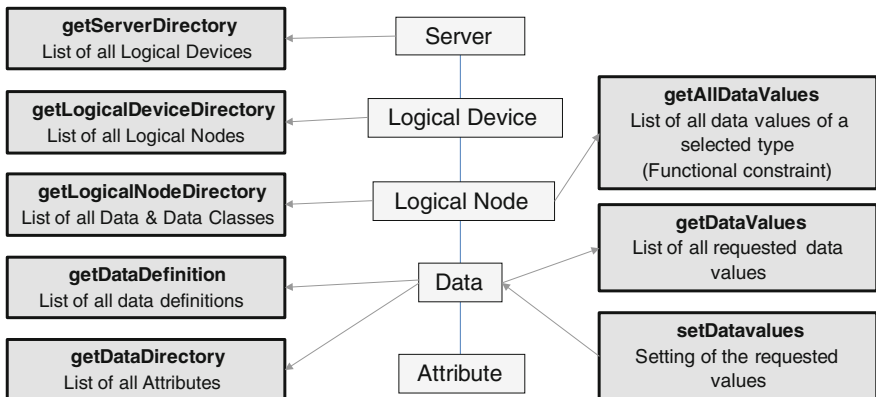 getServerDirectory
List of all Logical Devices
getLogicalDeviceDirectory
List of all Logical Nodes
getLogicalNodeDirectory
List of all Data & Data Classes
getDataDefinition
List of all data definitions
getDataDirectory
List of all Attributes
Server
Logical Device
Logical Node
Data
Attribute
getAllDataValues
List of all data values of a
selected type
(Functional constraint)
getDataValues
List of all requested data
values
setDatavalues
Setting of the requested
values